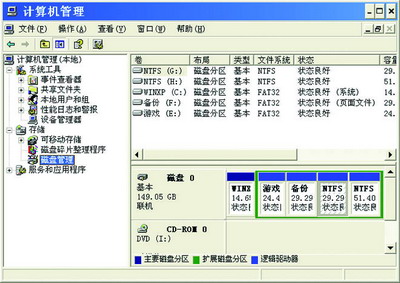 计算机管理
文件(F) 操作(A) 查看(V) 窗口(W) 帮助(H)
计算机管理(本地)
系统工具
事件查看器
共享文件夹
本地用户和组
性能日志和警报
设备管理器
存储
可移动存储
磁盘碎片整理程序
磁盘管理
服务和应用程序
卷 布局 类型 文件系统 状态 容量
NTFS (G:) 磁盘分区 基本 NTFS 状态良好 29.
NTFS (H:) 磁盘分区 基本 NTFS 状态良好 51.
WINXP (C:) 磁盘分区 基本 FAT32 状态良好 (系统) 14.
备份 (F:) 磁盘分区 基本 FAT32 状态良好 (页面文件) 29.
游戏 (E:) 磁盘分区 基本 FAT32 状态良好 24.
磁盘 0
基本
149.05 GB
联机
WINX
14.6
状态
游戏
24.4
状态
备份
29.29
状态
NTFS
29.29
状态
NTFS
51.40
状态
CD-ROM 0
DVD (I:)
主要磁盘分区 扩展磁盘分区 逻辑驱动器